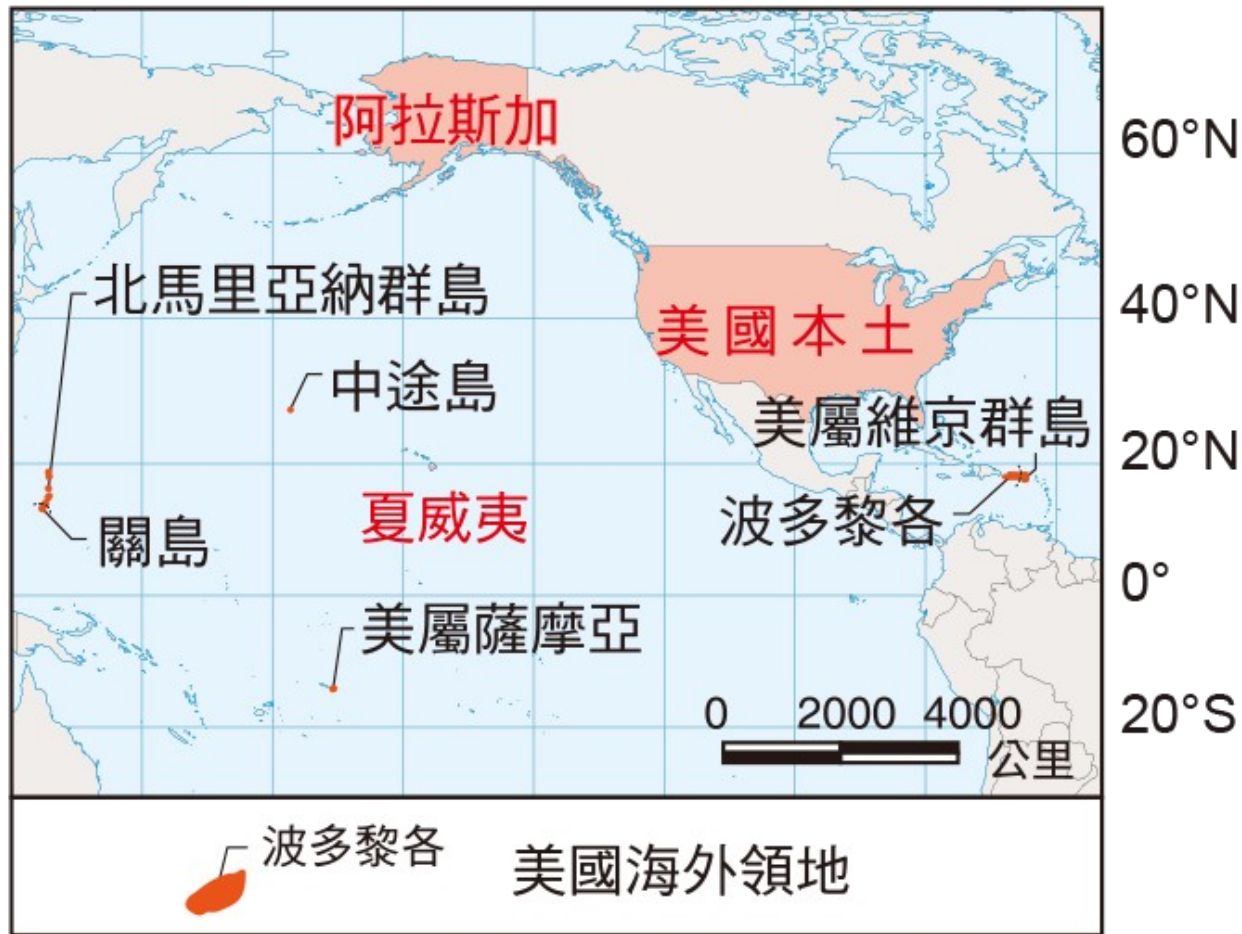 阿拉斯加
60°N
北馬里亞納群島
美國本土
40°N
中途島
美屬維京群島
20°N
夏威夷
波多黎各
關島
0°
美屬薩摩亞
0 2000 4000
公里
20°S
波多黎各
美國海外領地